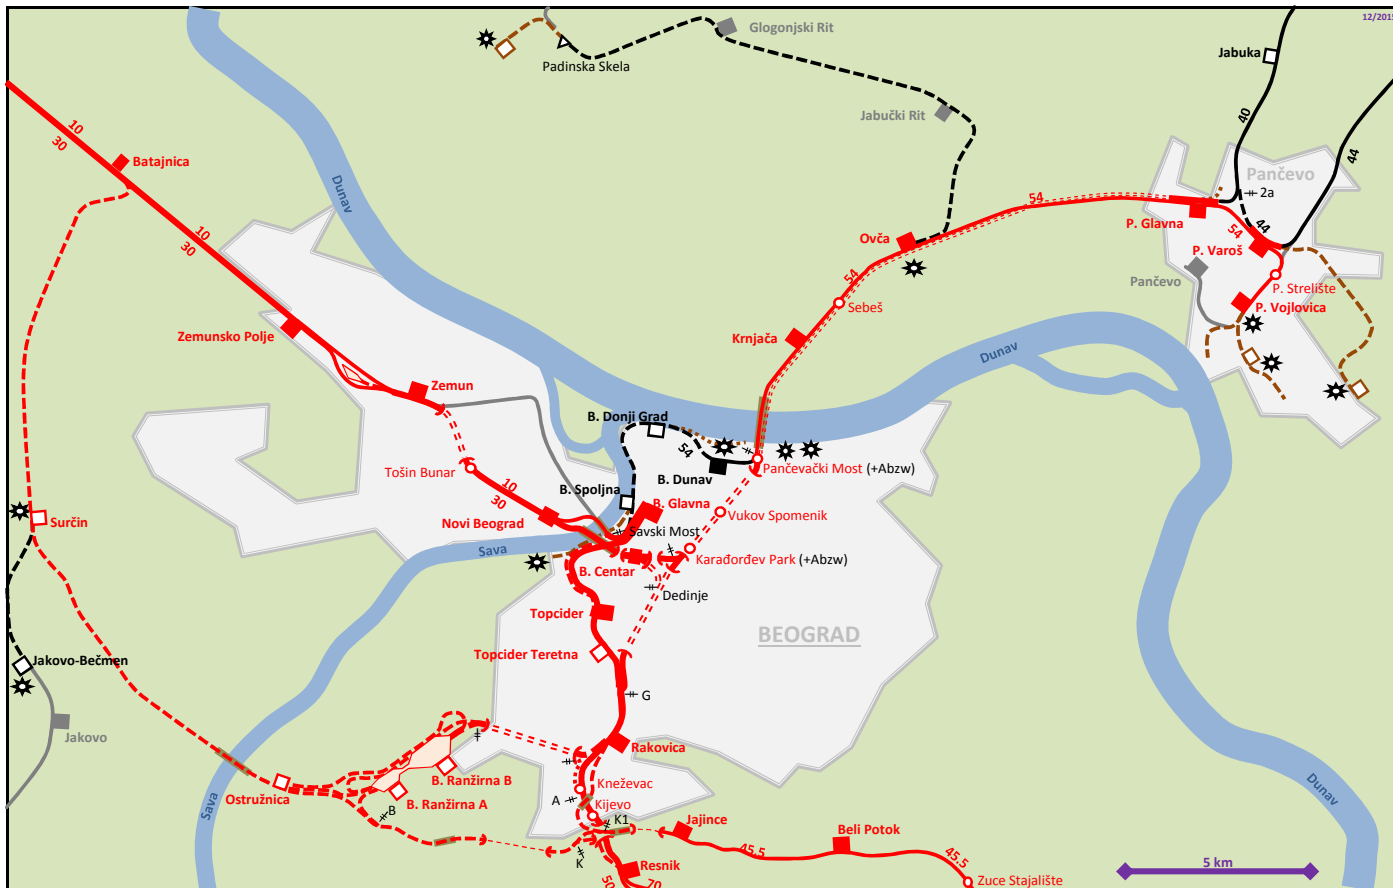 12/2015
Glogonjski Rit
Padinska Skela
Jabuka
Jabučki Rit
40
44
10
30
Batajnica
Dunav
Pančevo
2a
54
P. Glavna
54
44
10
30
Ovča
P. Varoš
Pančevo
P. Strelište
54
Sebeš
P. Vojlovica
Zemunsko Polje
Krnjača
Dunav
Zemun
B. Donji Grad
54
Tošin Bunar
Pančevački Most (+Abzw)
B. Dunav
10
30
B. Spoljna
B. Glavna
Vukov Spomenik
Novi Beograd
Savski Most
Surčin
Sava
Karađorđev Park (+Abzw)
B. Centar
Dedinje
Topcider
BEOGRAD
Topcider Teretna
Jakovo-Bečmen
G
Jakovo
Rakovica
B. Ranžirna B
Kneževac
Ostružnica
B. Ranžirna A
A
Kijevo
B
K1
Sava
Jajince
Beli Potok
Dunav
45.5
45.5
K
Resnik
5 km
50
70
Zuce Stajalište